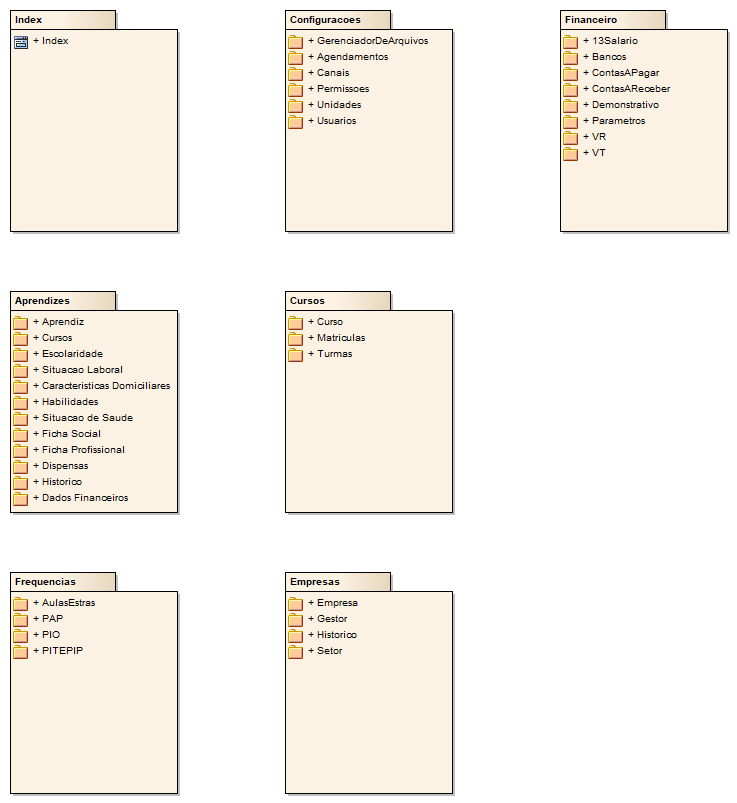 Index
+ Index
Configuracoes
+ GerenciadorDeArquivos
+ Agendamentos
+ Canais
+ Permissoes
+ Unidades
+ Usuarios
Financeiro
+ 13Salario
+ Bancos
+ ContasAPagar
+ ContasAReceber
+ Demonstrativo
+ Parametros
+ VR
+ VT
Aprendizes
+ Aprendiz
+ Cursos
+ Escolaridade
+ Situacao Laboral
+ Caracteristicas Domiciliares
+ Habilidades
+ Situacao de Saude
+ Ficha Social
+ Ficha Profissional
+ Dispensas
+ Historico
+ Dados Financeiros
Cursos
+ Curso
+ Matriculas
+ Turmas
Frequencias
+ AulasEstras
+ PAP
+ PIO
+ PITEPIP
Empresas
+ Empresa
+ Gestor
+ Historico
+ Setor